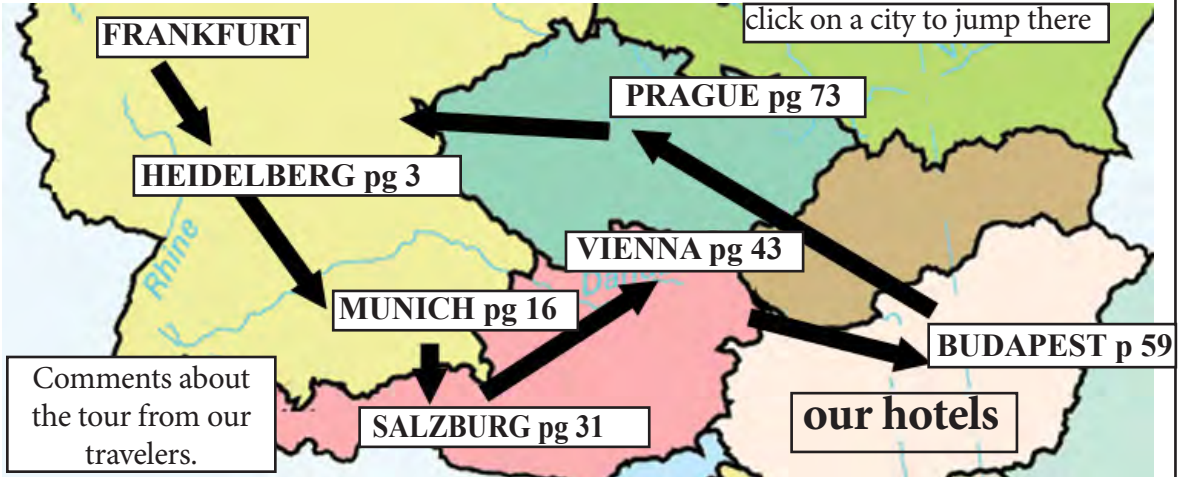 FRANKFURT
click on a city to jump there
PRAGUE pg 73
HEIDELBERG pg 3
Rhine
VIENNA pg 43
MUNICH pg 16
BUDAPEST p 59
Comments about
the tour from our
travelers.
SALZBURG pg 31
our hotels